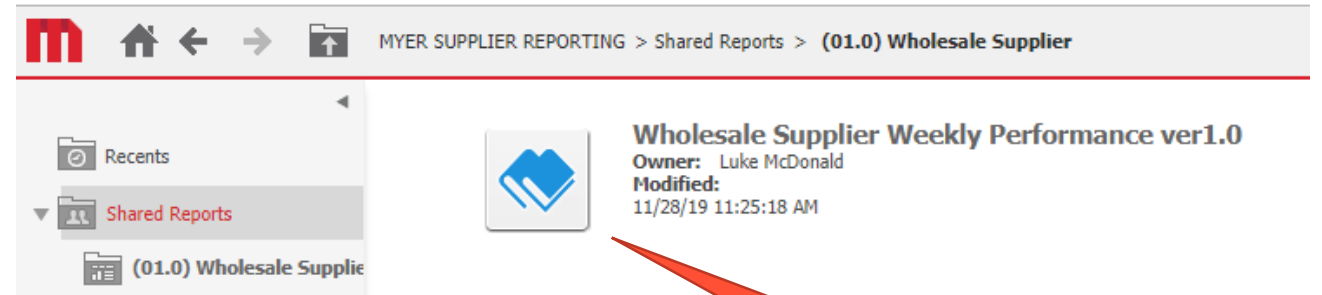 MYER SUPPLIER REPORTING > Shared Reports > (01.0) Wholesale Supplier
Recents
Shared Reports
(01.0) Wholesale Supplie
Wholesale Supplier Weekly Performance ver1.0
Owner: Luke McDonald
Modified:
11/28/19 11:25:18 AM